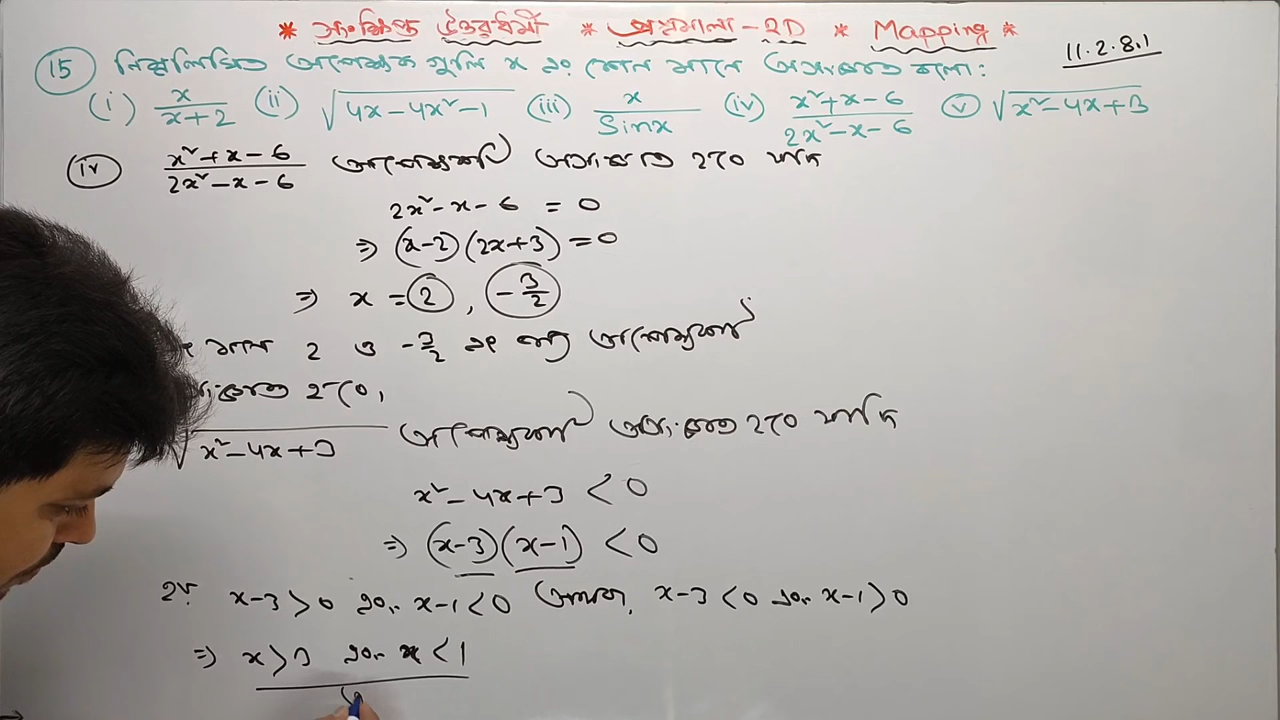 * সংক্ষিপ্ত উত্তরধর্মী * প্রশ্নমালা - 2D * Mapping *
11.2.8.1
15 নিম্নলিখিত অপেক্ষক গুলি x এর কোন মানে অসংজ্ঞাত বলো:
(i) x/(x+2) (ii) √(4x-4x²-1) (iii) x/Sinx (iv) (x²+x-6)/(2x²-x-6) (v) √(x²-4x+3)
iv (x²+x-6)/(2x²-x-6) অপেক্ষকটি অসংজ্ঞাত হবে যদি
2x²-x-6 = 0
⇒ (x-2)(2x+3) = 0
⇒ x = 2, -3/2
মান 2 ও -3/2 এর জন্য অপেক্ষকটি
হবে,
√(x²-4x+3) অপেক্ষকটি অসংজ্ঞাত হবে যদি
x²-4x+3 < 0
⇒ (x-3)(x-1) < 0
হয় x-3>0 এবং x-1<0 অথবা, x-3<0 এবং x-1>0
⇒ x>3 এবং x<1